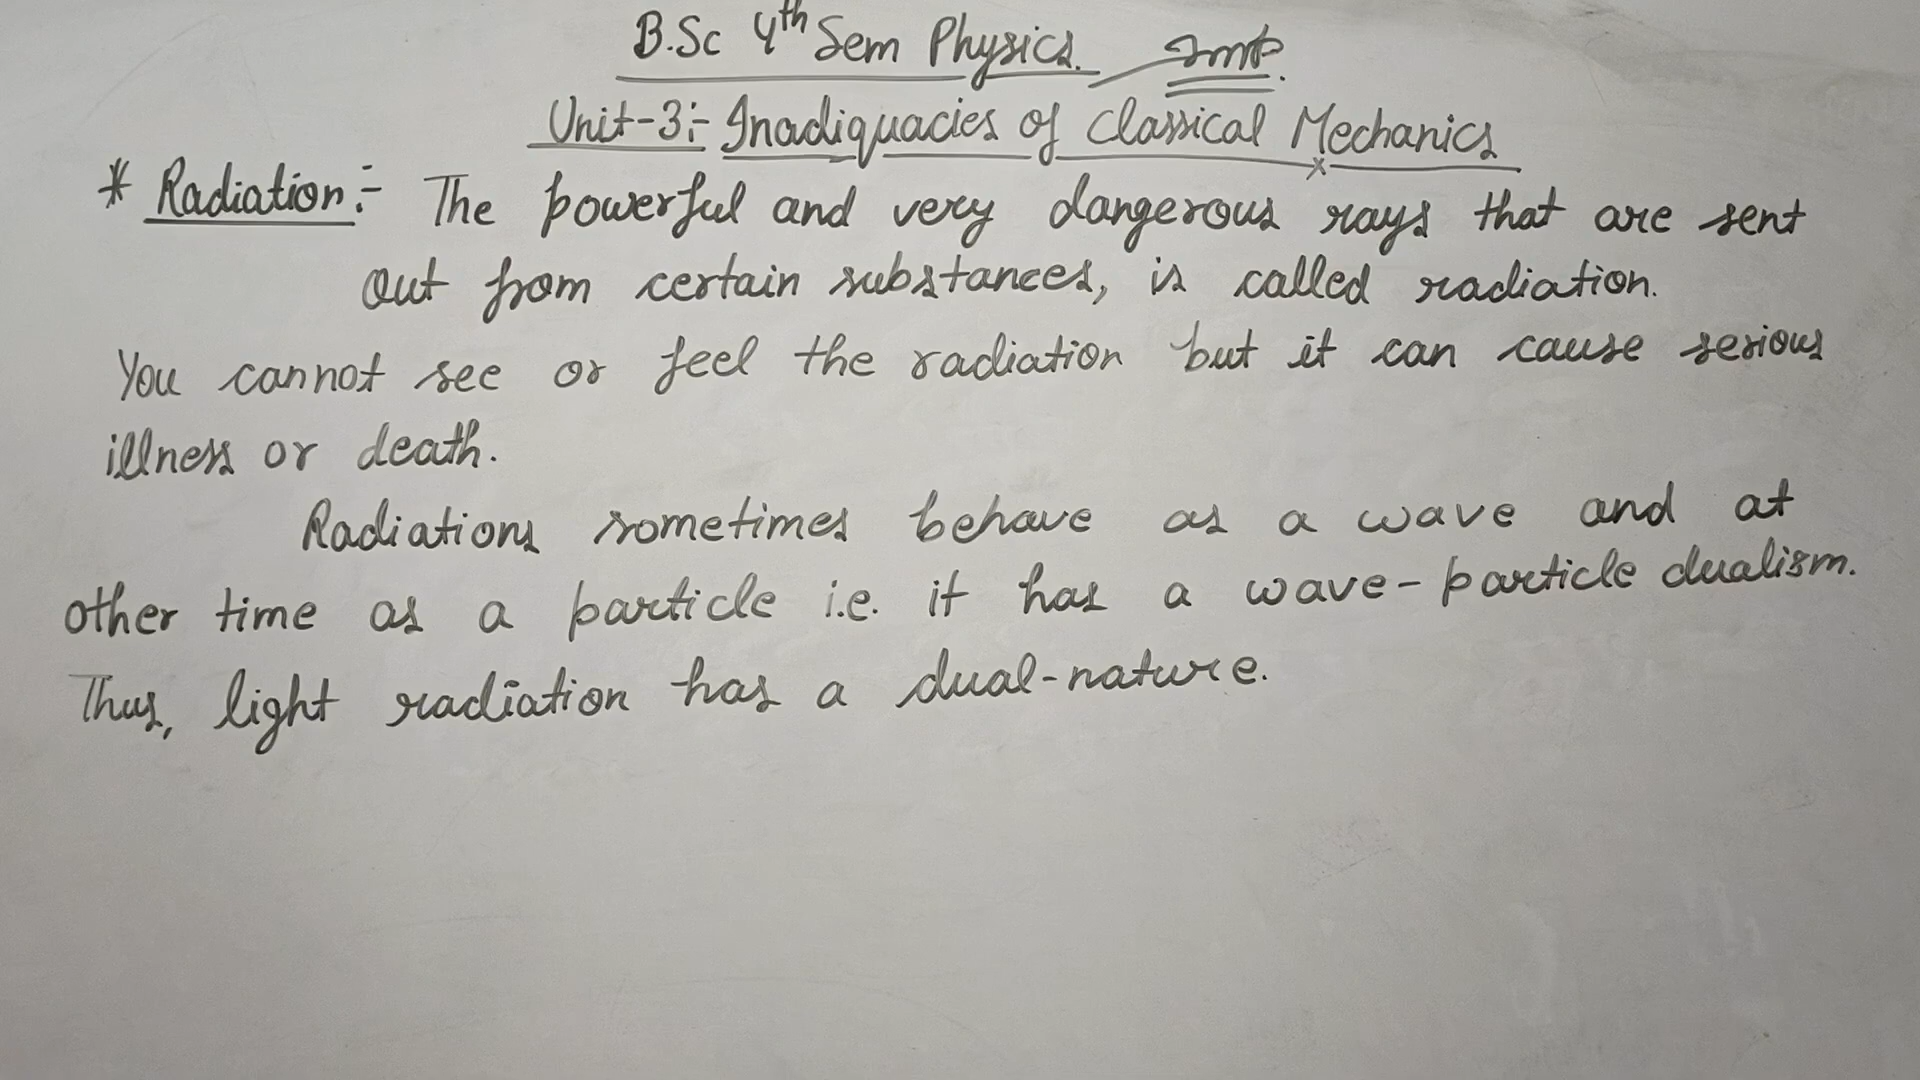 B.Sc 4th Sem Physics. Imp.
Unit-3:- Inadiquacies of Classical Mechanics
* Radiation:- The powerful and very dangerous rays that are sent
out from certain substances, is called radiation.
You cannot see or feel the radiation but it can cause serious
illness or death.
Radiations sometimes behave as a wave and at
other time as a particle i.e. it has a wave-particle dualism.
Thus, light radiation has a dual-nature.